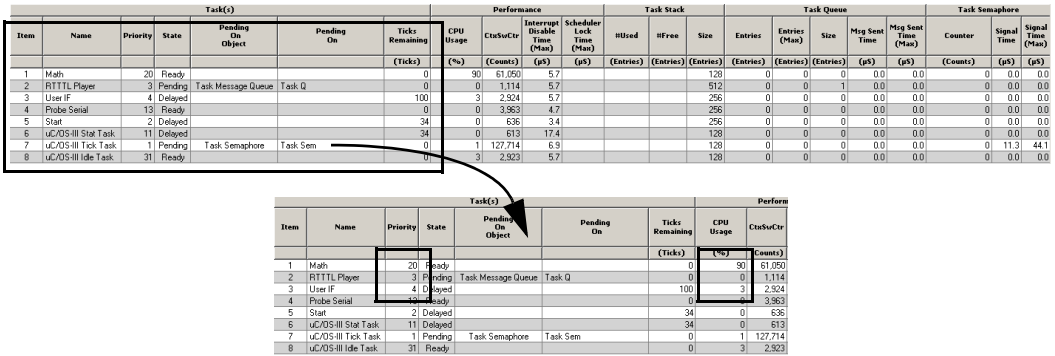 Task(s) Performance Task Stack Task Queue Task Semaphore
Item Name Priority State Pending On Object Pending On Ticks Remaining CPU Usage CtxSwCtr Interrupt Disable Time (Max) Scheduler Lock Time (Max) #Used #Free Size Entries Entries (Max) Size Msg Sent Time Msg Sent Time (Max) Counter Signal Time Signal Time (Max)
(Ticks) (%) (Counts) (µS) (µS) (Entries) (Entries) (Entries) (Entries) (Entries) (Entries) (µS) (µS) (Counts) (µS) (µS)
1 Math 20 Ready 0 90 61,050 5.7 128 0 0 0 0.0 0.0 0 0.0 0.0
2 RTTTL Player 3 Pending Task Message Queue Task Q 0 0 1,114 5.7 512 0 0 1 0.0 0.0 0 0.0 0.0
3 User IF 4 Delayed 100 3 2,924 5.7 256 0 0 0 0.0 0.0 0 0.0 0.0
4 Probe Serial 13 Ready 0 0 3,963 4.7 256 0 0 0 0.0 0.0 0 0.0 0.0
5 Start 2 Delayed 34 0 636 3.4 256 0 0 0 0.0 0.0 0 0.0 0.0
6 uC/OS-III Stat Task 11 Delayed 34 0 613 17.4 128 0 0 0 0.0 0.0 0 0.0 0.0
7 uC/OS-III Tick Task 1 Pending Task Semaphore Task Sem 0 1 127,714 6.9 128 0 0 0 0.0 0.0 0 11.3 44.1
8 uC/OS-III Idle Task 31 Ready 0 3 2,923 5.7 128 0 0 0 0.0 0.0 0 0.0 0.0
Task(s) Perform
Item Name Priority State Pending On Object Pending On Ticks Remaining CPU Usage CtxSwCtr
(Ticks) (%) (Counts)
1 Math 20 Ready 0 90 61,050
2 RTTTL Player 3 Pending Task Message Queue Task Q 0 0 1,114
3 User IF 4 Delayed 100 3 2,924
4 Probe Serial 13 Ready 0 0 3,963
5 Start 2 Delayed 34 0 636
6 uC/OS-III Stat Task 11 Delayed 34 0 613
7 uC/OS-III Tick Task 1 Pending Task Semaphore Task Sem 0 1 127,714
8 uC/OS-III Idle Task 31 Ready 0 3 2,923